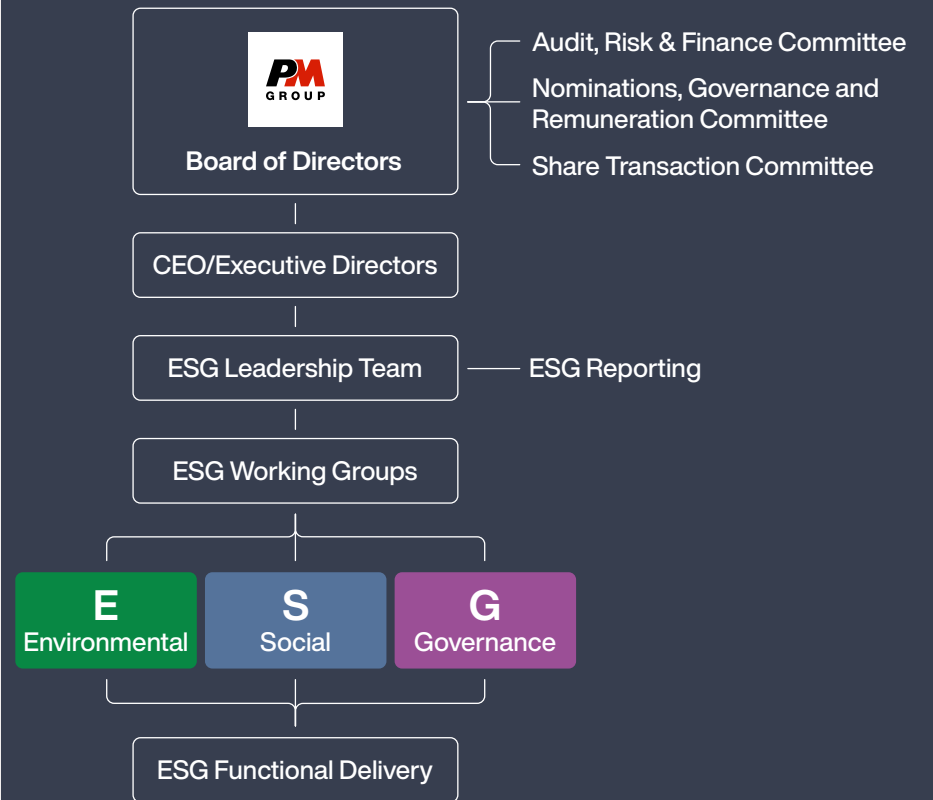 PM
GROUP
Board of Directors
Audit, Risk & Finance Committee
Nominations, Governance and
Remuneration Committee
Share Transaction Committee
CEO/Executive Directors
ESG Leadership Team
ESG Reporting
ESG Working Groups
E
Environmental
S
Social
G
Governance
ESG Functional Delivery